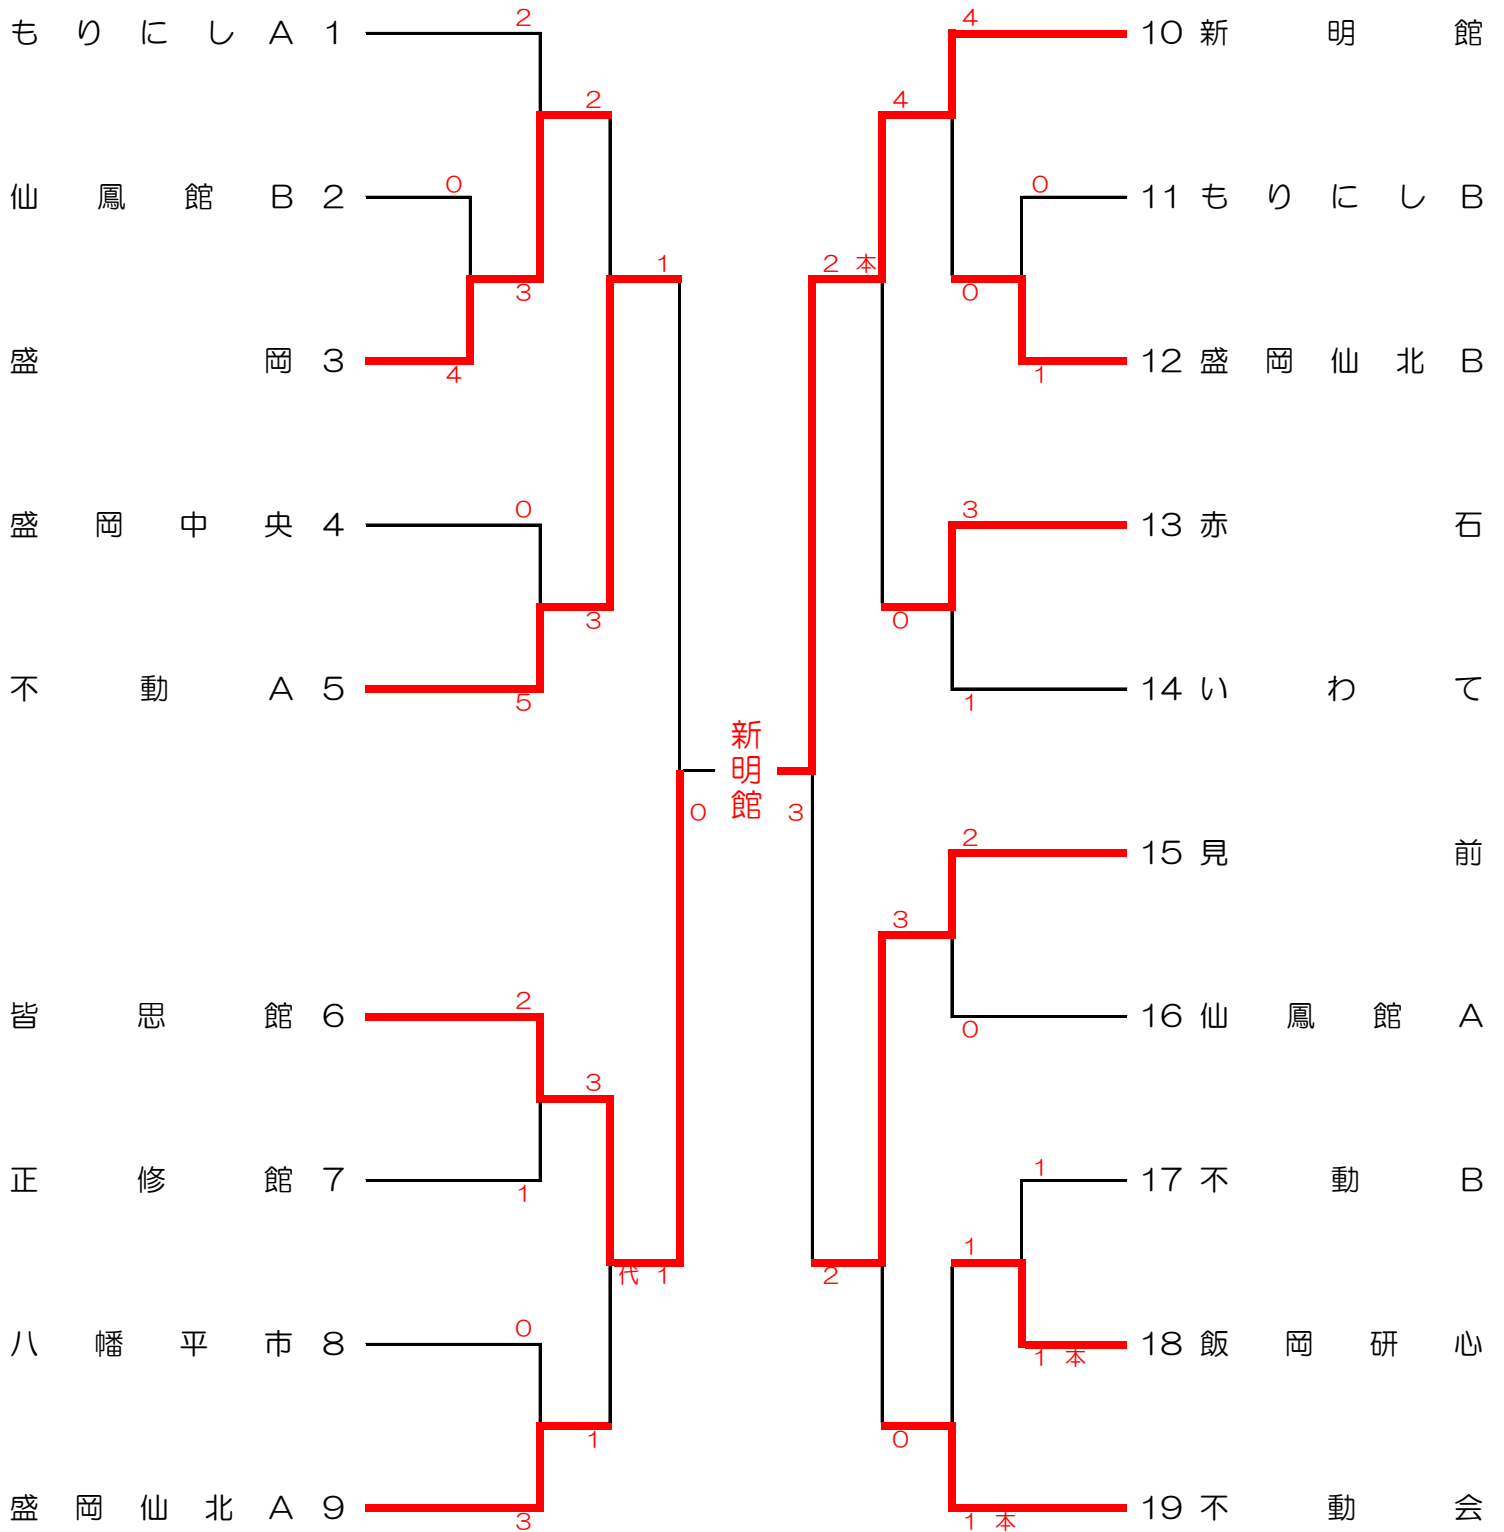 もりにしA 1
2
2
仙鳳館B 2
0
3
盛岡 3
4
1
盛岡中央 4
0
3
不動A 5
5
皆思館 6
2
3
正修館 7
1
代 1
八幡平市 8
0
1
盛岡仙北A 9
3
0
新明館
3
4
10 新明館
4
0
11 もりにしB
2 本
0
1
12 盛岡仙北B
3
13 赤石
0
1
14 いわて
2
15 見前
3
0
16 仙鳳館A
1
17 不動B
1
2
1 本
18 飯岡研心
0
1 本
19 不動会